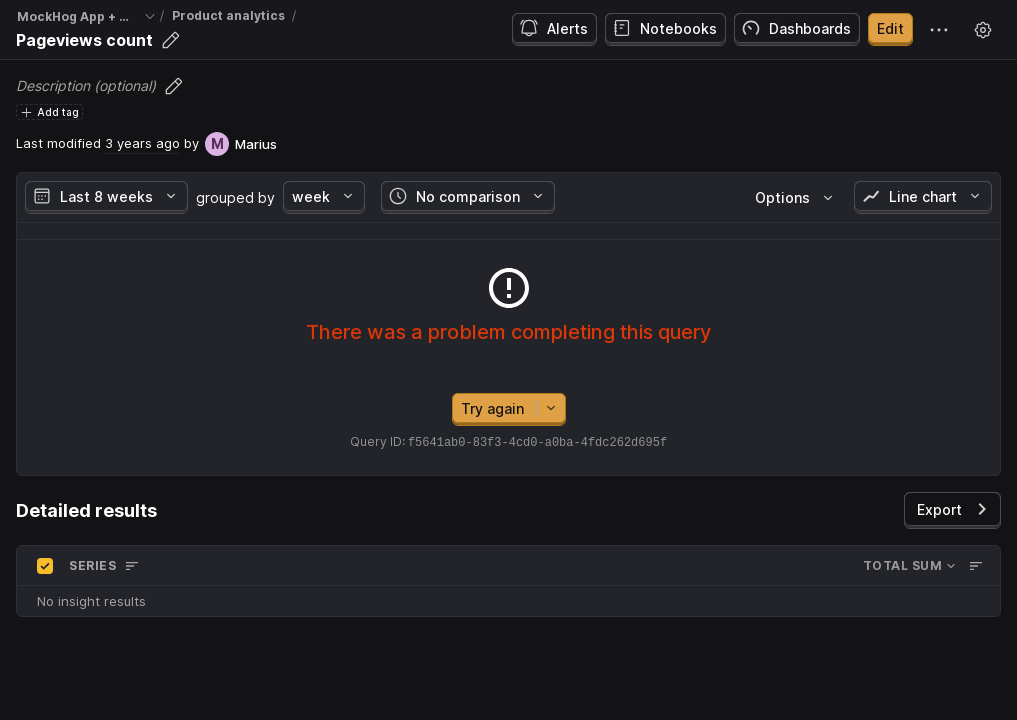 MockHog App + ... / Product analytics /
Pageviews count
Alerts
Notebooks
Dashboards
Edit
Description (optional)
Add tag
Last modified 3 years ago by M Marius
Last 8 weeks grouped by week No comparison Options Line chart
There was a problem completing this query
Try again
Query ID: f5641ab0-83f3-4cd0-a0ba-4fdc262d695f
Detailed results
Export
SERIES TOTAL SUM
No insight results